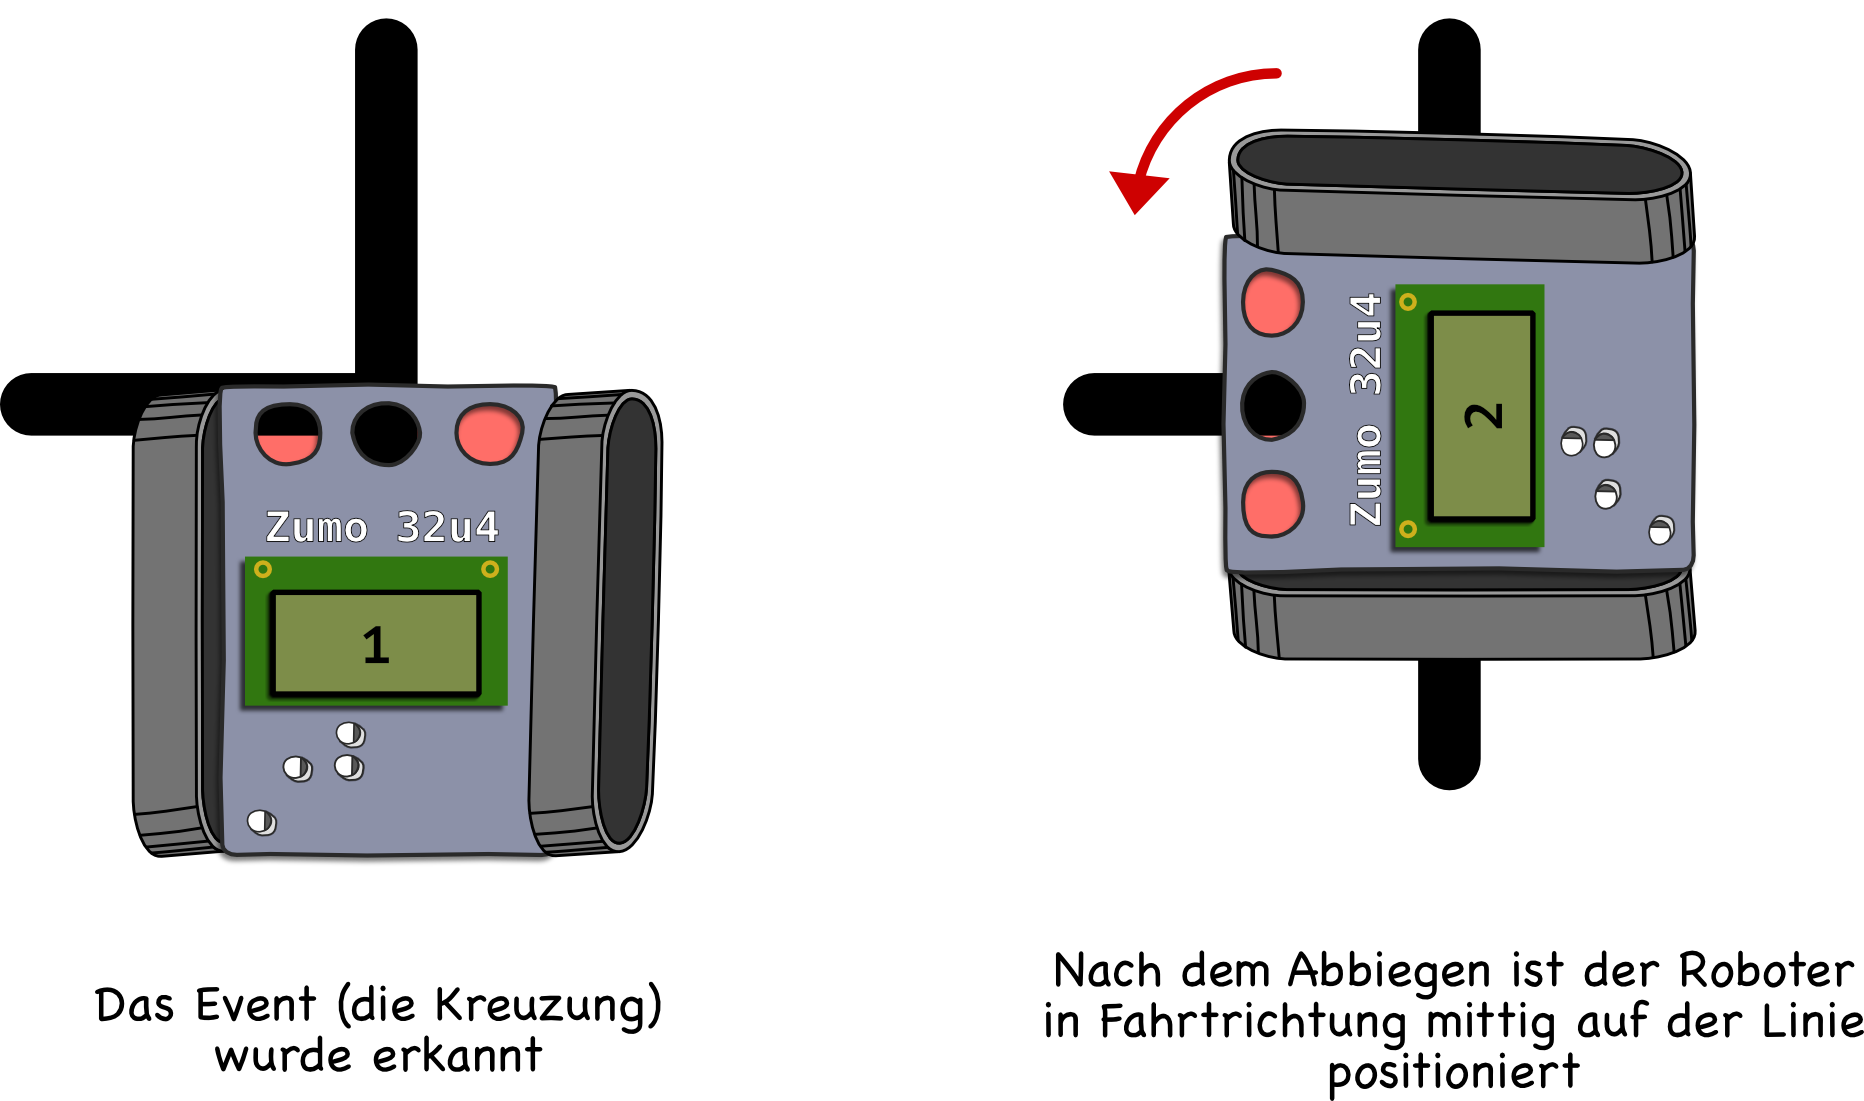 Zumo 32u4
1
Das Event (die Kreuzung)
wurde erkannt
Zumo 32u4
2
Nach dem Abbiegen ist der Roboter
in Fahrtrichtung mittig auf der Linie
positioniert